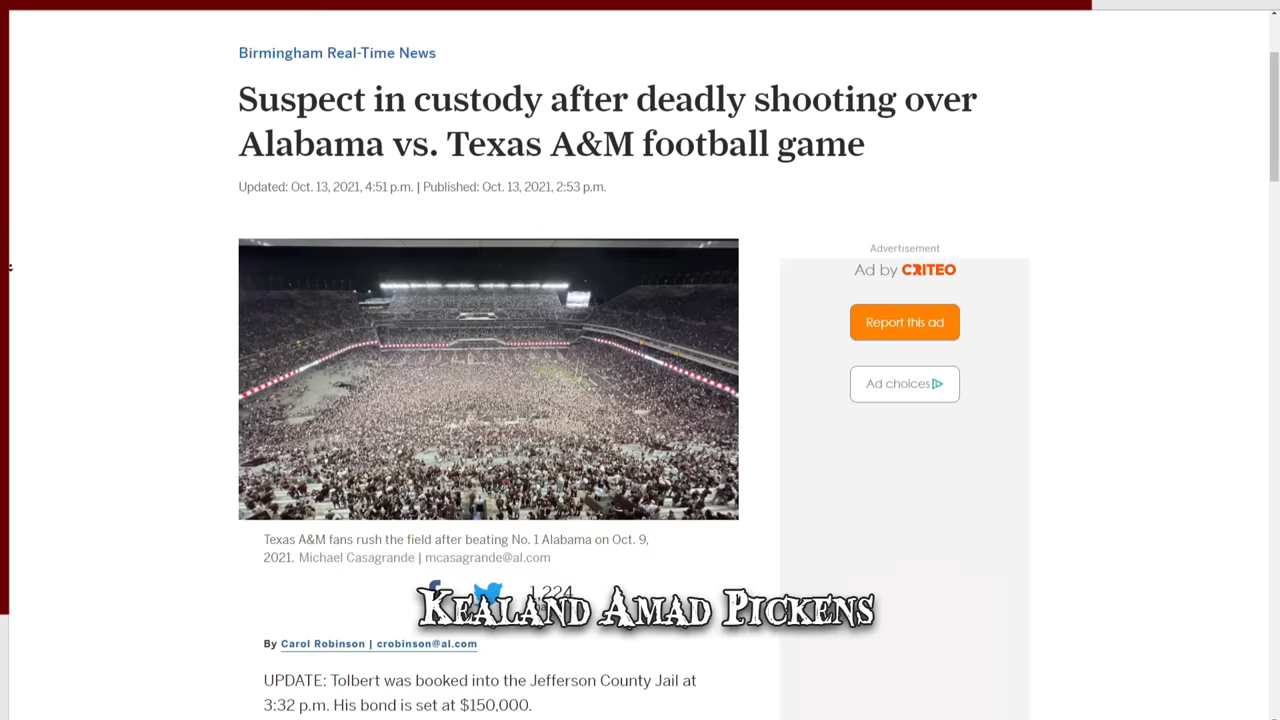 Birmingham Real-Time News
Suspect in custody after deadly shooting over
Alabama vs. Texas A&M football game
Updated: Oct. 13, 2021, 4:51 p.m. | Published: Oct. 13, 2021, 2:53 p.m.
Advertisement
Ad by CRITEO
Report this ad
Ad choices
Texas A&M fans rush the field after beating No. 1 Alabama on Oct. 9,
2021. Michael Casagrande | mcasagrande@al.com
1,224
Kealand Amad Pickens
By Carol Robinson | crobinson@al.com
UPDATE: Tolbert was booked into the Jefferson County Jail at
3:32 p.m. His bond is set at $150,000.